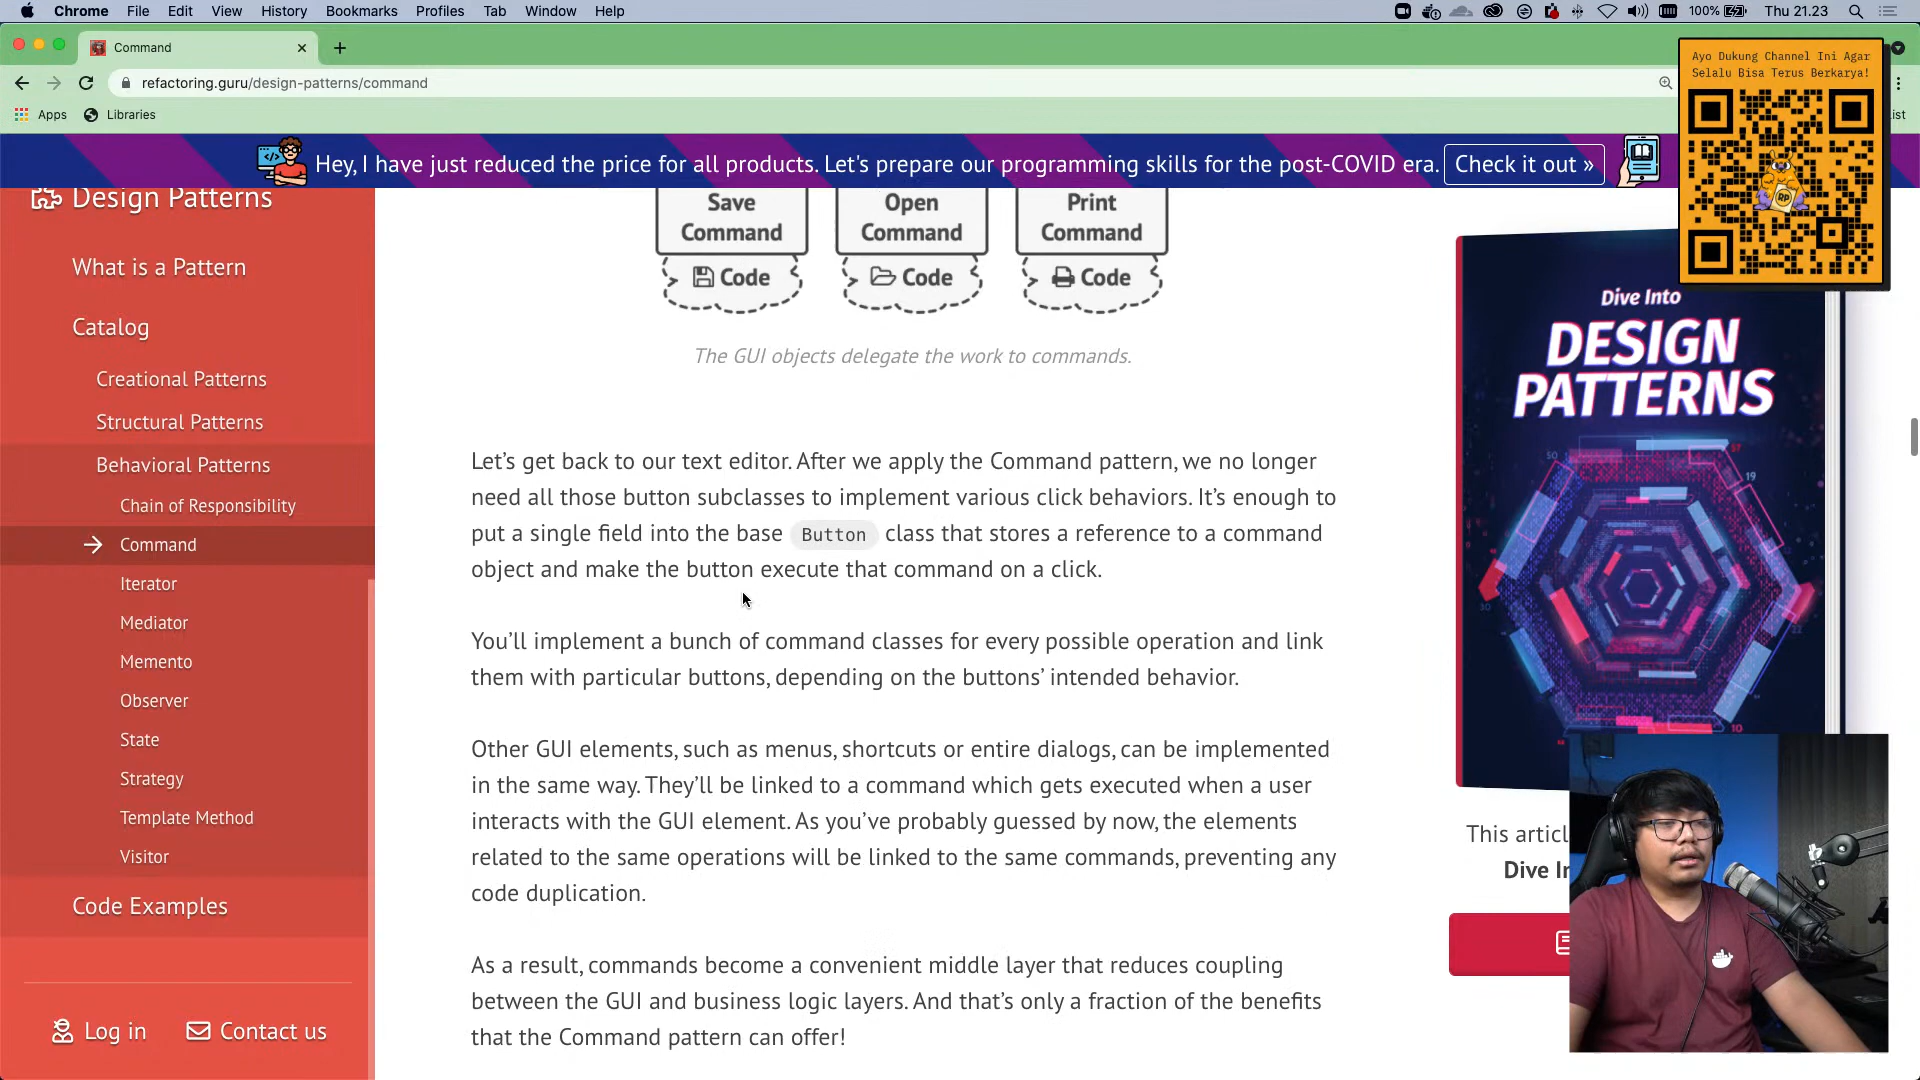 Chrome File Edit View History Bookmarks Profiles Tab Window Help
100% Thu 21.23
Command
refactoring.guru/design-patterns/command
Apps Libraries
Ayo Dukung Channel Ini Agar
Selalu Bisa Terus Berkarya!
RP
Hey, I have just reduced the price for all products. Let's prepare our programming skills for the post-COVID era. Check it out »
Design Patterns
What is a Pattern
Catalog
Creational Patterns
Structural Patterns
Behavioral Patterns
Chain of Responsibility
Command
Iterator
Mediator
Memento
Observer
State
Strategy
Template Method
Visitor
Code Examples
Log in Contact us
Save Command
Code
Open Command
Code
Print Command
Code
The GUI objects delegate the work to commands.
Let’s get back to our text editor. After we apply the Command pattern, we no longer
need all those button subclasses to implement various click behaviors. It’s enough to
put a single field into the base Button class that stores a reference to a command
object and make the button execute that command on a click.
You’ll implement a bunch of command classes for every possible operation and link
them with particular buttons, depending on the buttons’ intended behavior.
Other GUI elements, such as menus, shortcuts or entire dialogs, can be implemented
in the same way. They’ll be linked to a command which gets executed when a user
interacts with the GUI element. As you’ve probably guessed by now, the elements
related to the same operations will be linked to the same commands, preventing any
code duplication.
As a result, commands become a convenient middle layer that reduces coupling
between the GUI and business logic layers. And that’s only a fraction of the benefits
that the Command pattern can offer!
Dive Into
DESIGN
PATTERNS
50
57
19
30
10
This articl
Dive In